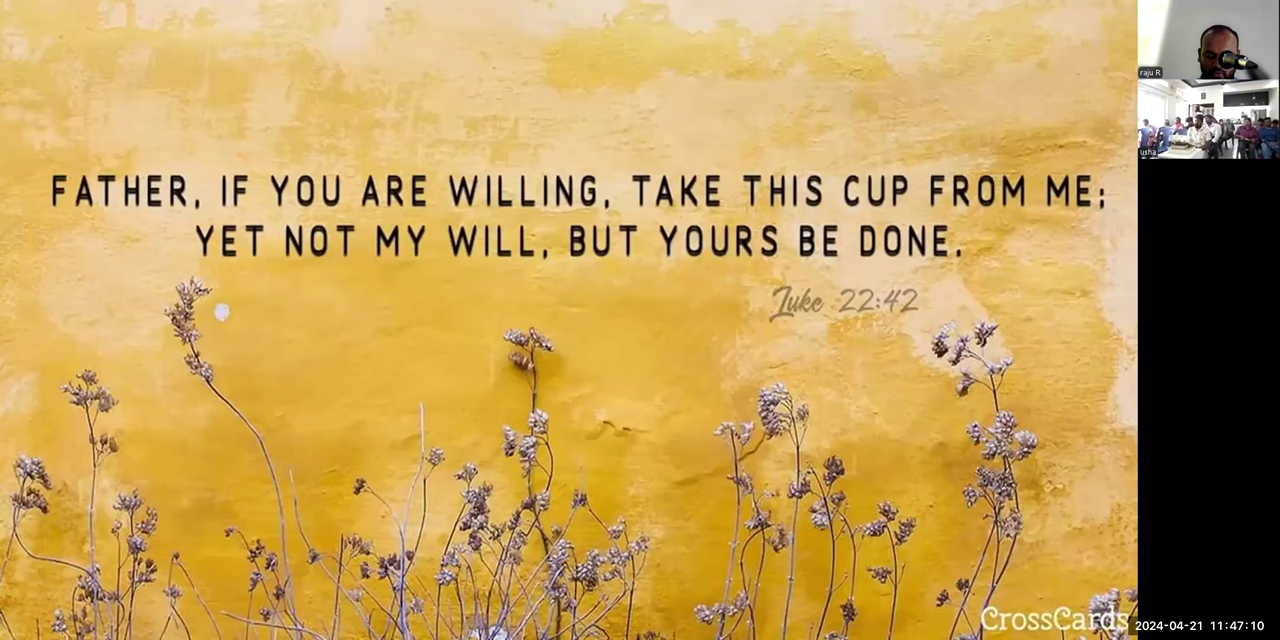 FATHER, IF YOU ARE WILLING, TAKE THIS CUP FROM ME;
YET NOT MY WILL, BUT YOURS BE DONE.
Luke 22:42
CrossCards
raju R
usha
2024-04-21 11:47:10